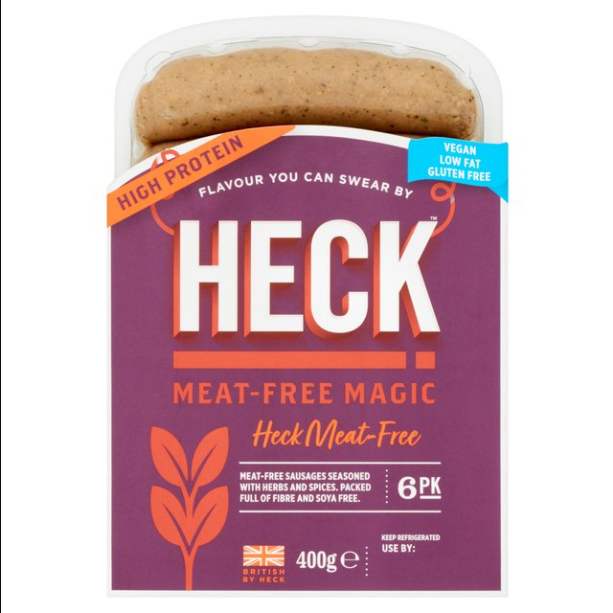 HIGH PROTEIN
VEGAN
LOW FAT
GLUTEN FREE
FLAVOUR YOU CAN SWEAR BY
HECK™
MEAT-FREE MAGIC
Heck Meat-Free
MEAT-FREE SAUSAGES SEASONED
WITH HERBS AND SPICES. PACKED
FULL OF FIBRE AND SOYA FREE.
6PK
KEEP REFRIGERATED
USE BY:
BRITISH
BY HECK
400g ℮